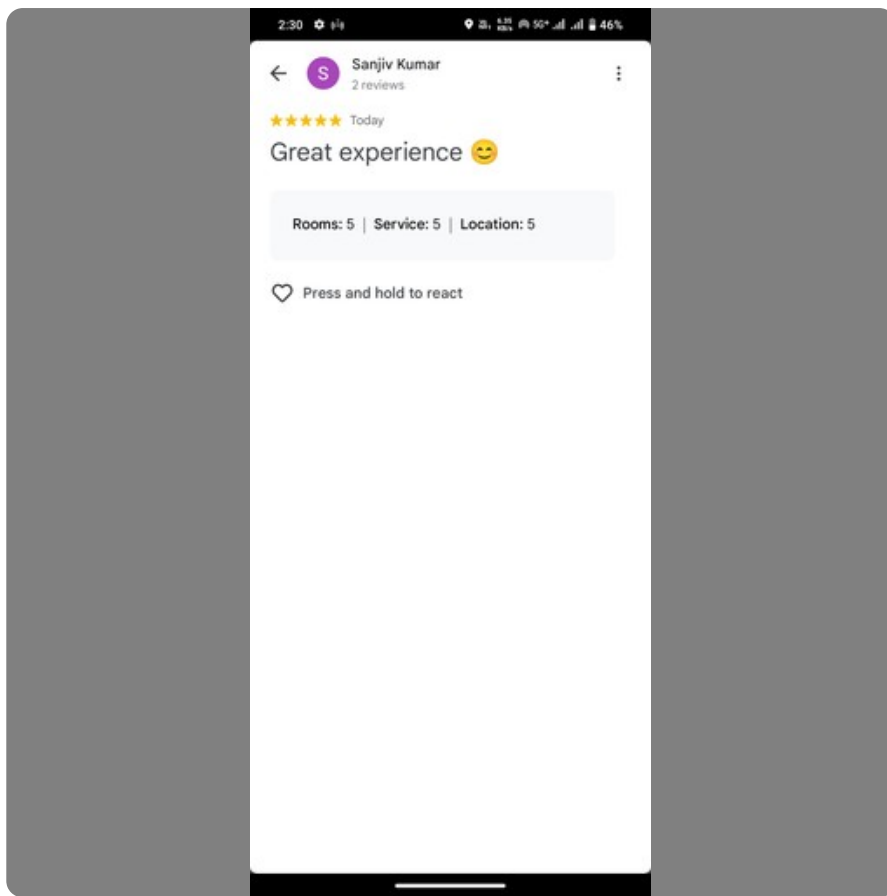 2:30 5G+ 46%
S
Sanjiv Kumar
2 reviews
Today
Great experience 😊
Rooms: 5 | Service: 5 | Location: 5
Press and hold to react